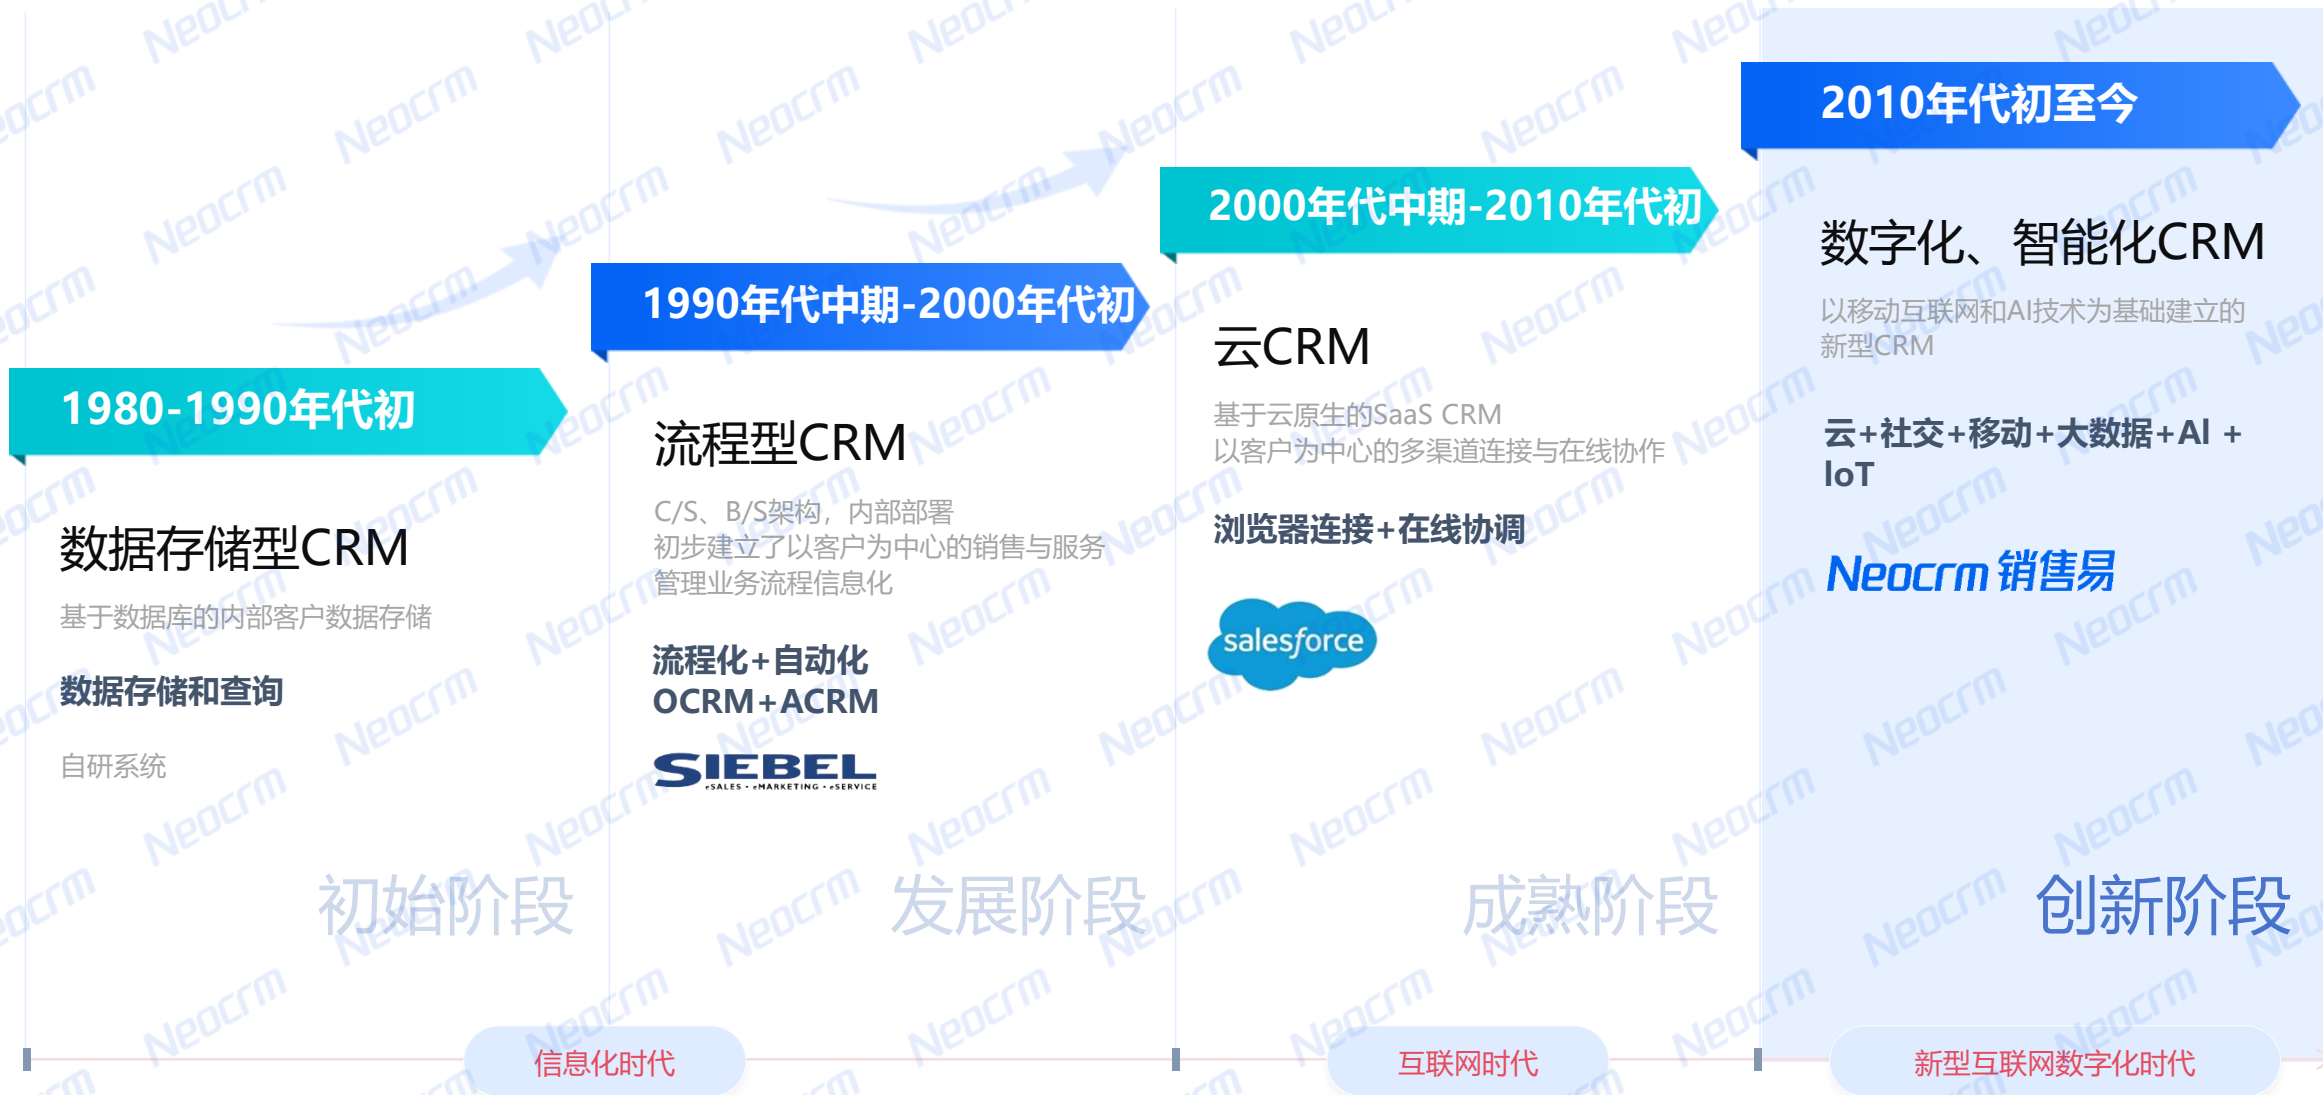 1980-1990年代初
数据存储型CRM
基于数据库的内部客户数据存储
数据存储和查询
自研系统
初始阶段
1990年代中期-2000年代初
流程型CRM
C/S、B/S架构，内部部署
初步建立了以客户为中心的销售与服务
管理业务流程信息化
流程化+自动化
OCRM+ACRM
SIEBEL
eSALES • eMARKETING • eSERVICE
发展阶段
2000年代中期-2010年代初
云CRM
基于云原生的SaaS CRM
以客户为中心的多渠道连接与在线协作
浏览器连接+在线协调
salesforce
成熟阶段
2010年代初至今
数字化、智能化CRM
以移动互联网和AI技术为基础建立的
新型CRM
云+社交+移动+大数据+AI +
IoT
Neocrm 销售易
创新阶段
信息化时代
互联网时代
新型互联网数字化时代
Neocrm